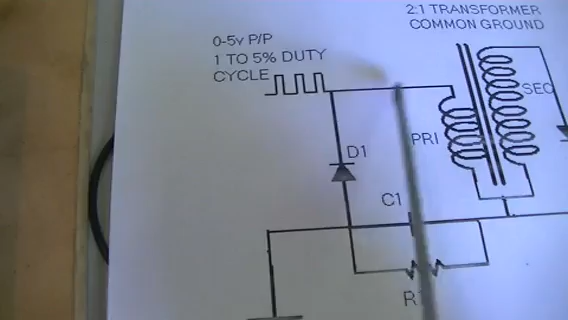 2:1 TRANSFORMER
COMMON GROUND
0-5v P/P
1 TO 5% DUTY
CYCLE
SEC
PRI
D1
C1